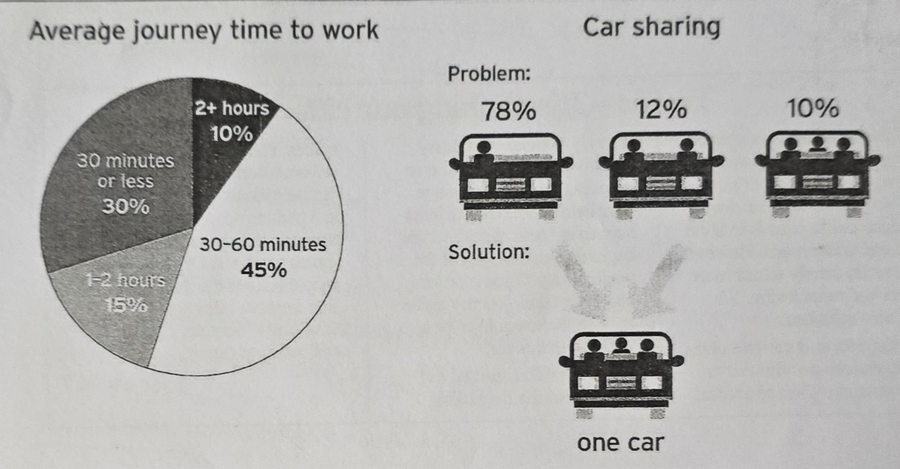 Average journey time to work
2+ hours
10%
30 minutes
or less
30%
30-60 minutes
45%
1-2 hours
15%
Car sharing
Problem:
78%
12%
10%
Solution:
one car